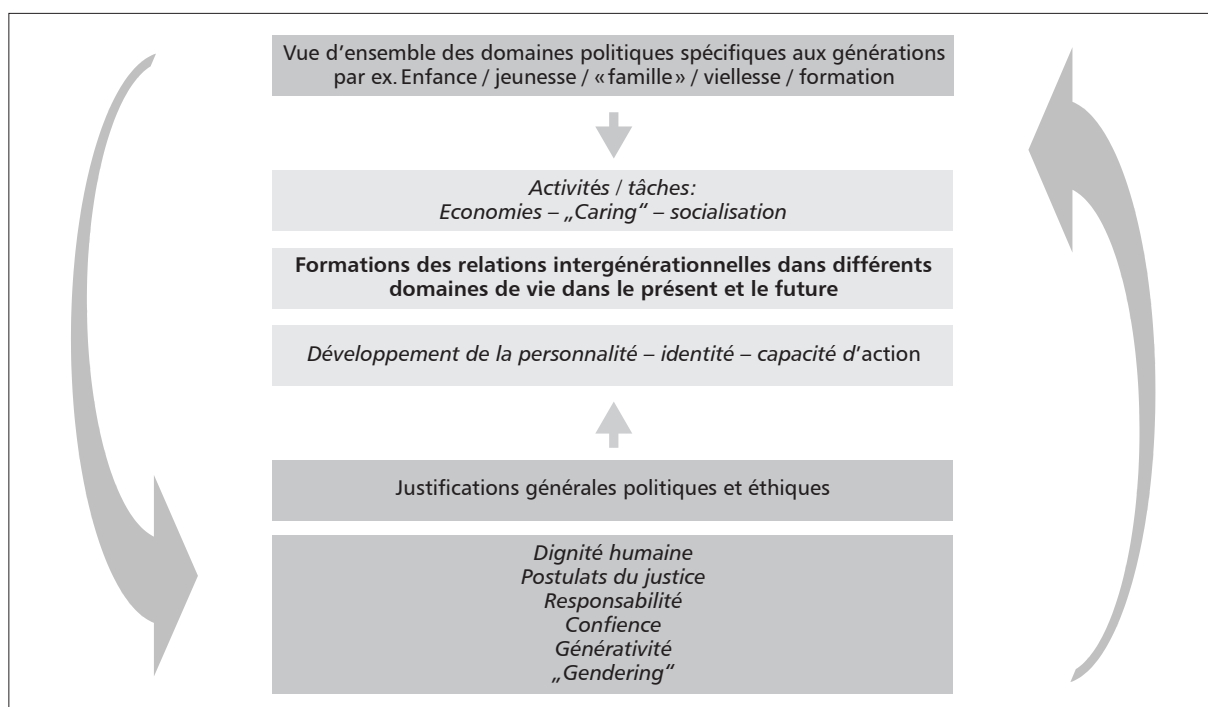 Vue d’ensemble des domaines politiques spécifiques aux générations
par ex. Enfance / jeunesse / «famille» / viellesse / formation
Activités / tâches:
Economies – „Caring“ – socialisation
Formations des relations intergénérationnelles dans différents
domaines de vie dans le présent et le future
Développement de la personnalité – identité – capacité d’action
Justifications générales politiques et éthiques
Dignité humaine
Postulats du justice
Responsabilité
Confience
Générativité
„Gendering“